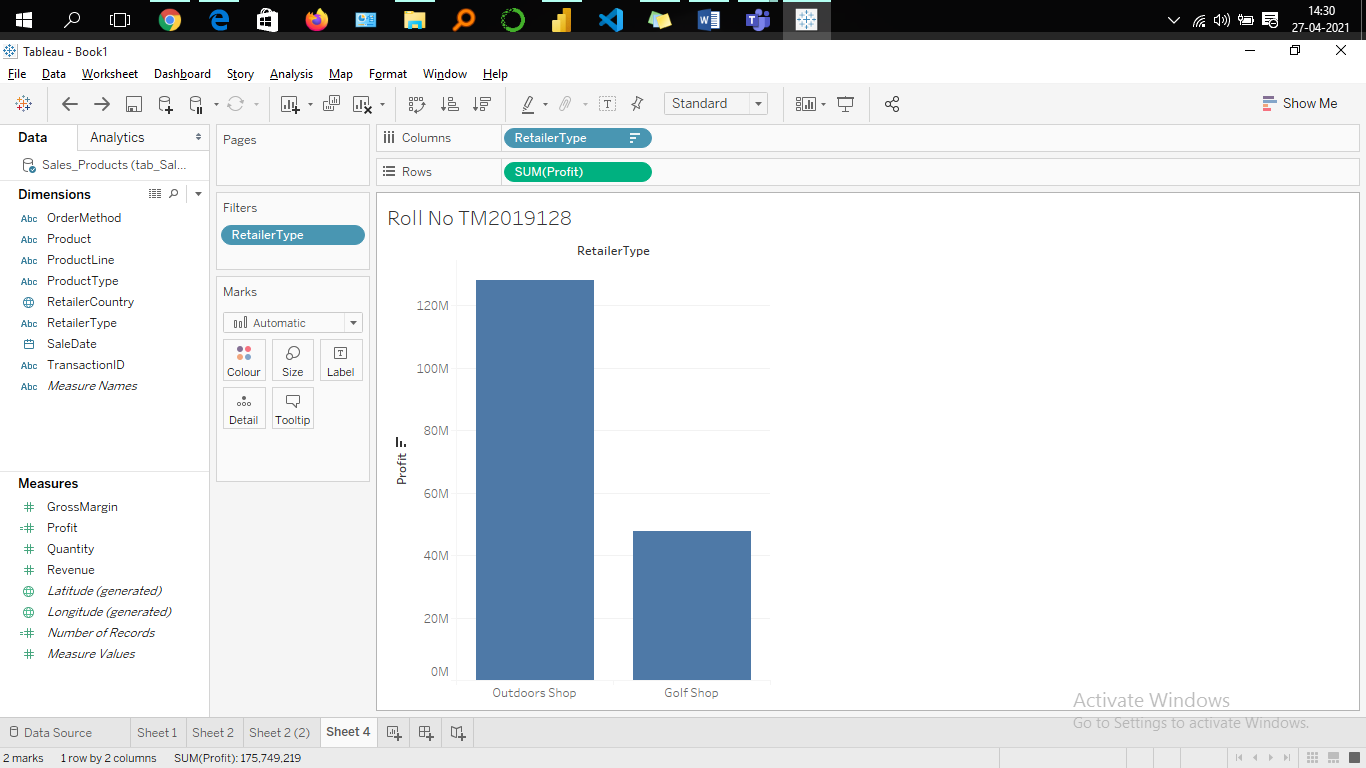 14:30
27-04-2021
Tableau - Book1
File Data Worksheet Dashboard Story Analysis Map Format Window Help
Standard
Show Me
Data Analytics
Sales_Products (tab_Sal...
Dimensions
Abc OrderMethod
Abc Product
Abc ProductLine
Abc ProductType
RetailerCountry
Abc RetailerType
SaleDate
Abc TransactionID
Abc Measure Names
Measures
GrossMargin
Profit
Quantity
Revenue
Latitude (generated)
Longitude (generated)
Number of Records
Measure Values
Pages
Filters
RetailerType
Marks
Automatic
Colour Size Label
Detail Tooltip
Columns RetailerType
Rows SUM(Profit)
Roll No TM2019128
RetailerType
120M
100M
80M
60M
40M
20M
0M
Profit
Outdoors Shop Golf Shop
Activate Windows
Go to Settings to activate Windows.
Data Source Sheet 1 Sheet 2 Sheet 2 (2) Sheet 4
2 marks 1 row by 2 columns SUM(Profit): 175,749,219